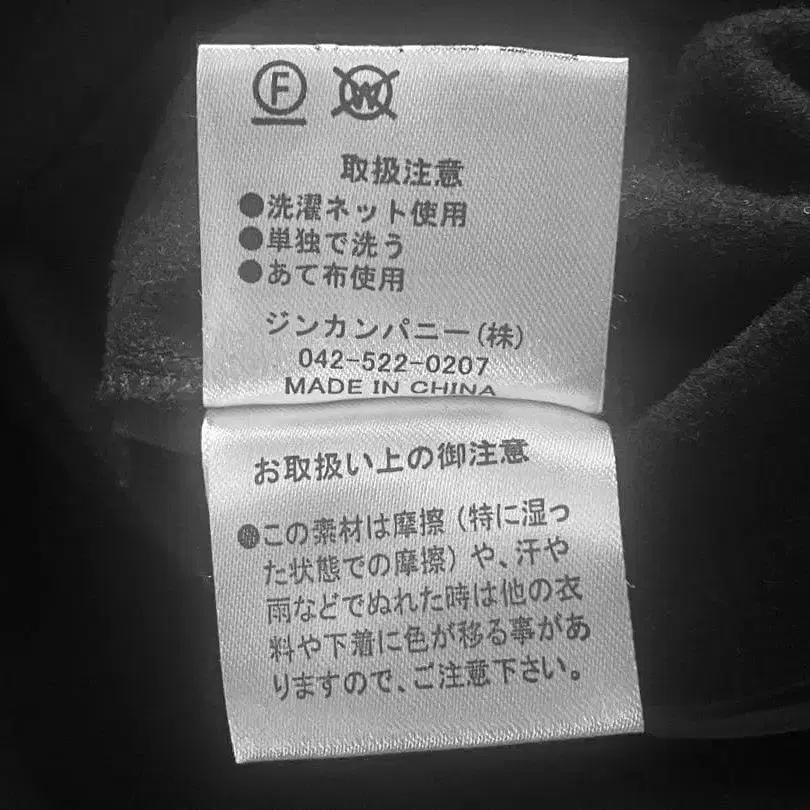 F W
取扱注意
●洗濯ネット使用
●単独で洗う
●あて布使用
ジンカンパニー(株)
042-522-0207
MADE IN CHINA
お取扱い上の御注意
●この素材は摩擦(特に湿っ
た状態での摩擦)や、汗や
雨などでぬれた時は他の衣
料や下着に色が移る事があ
りますので、ご注意下さい。